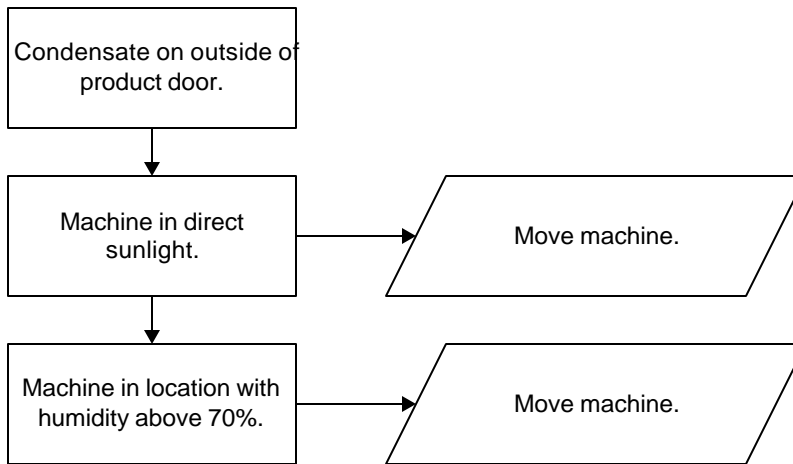 Condensate on outside of
product door.
Machine in direct
sunlight.
Move machine.
Machine in location with
humidity above 70%.
Move machine.